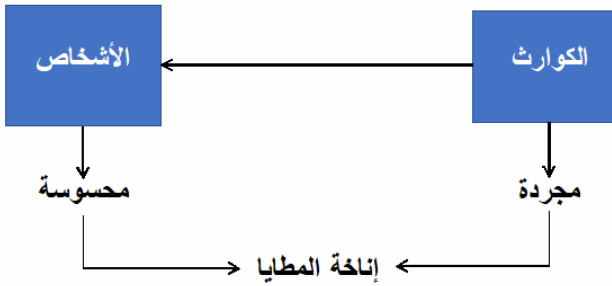 الكوارث
الأشخاص
مجردة
محسوسة
إناخة المطايا